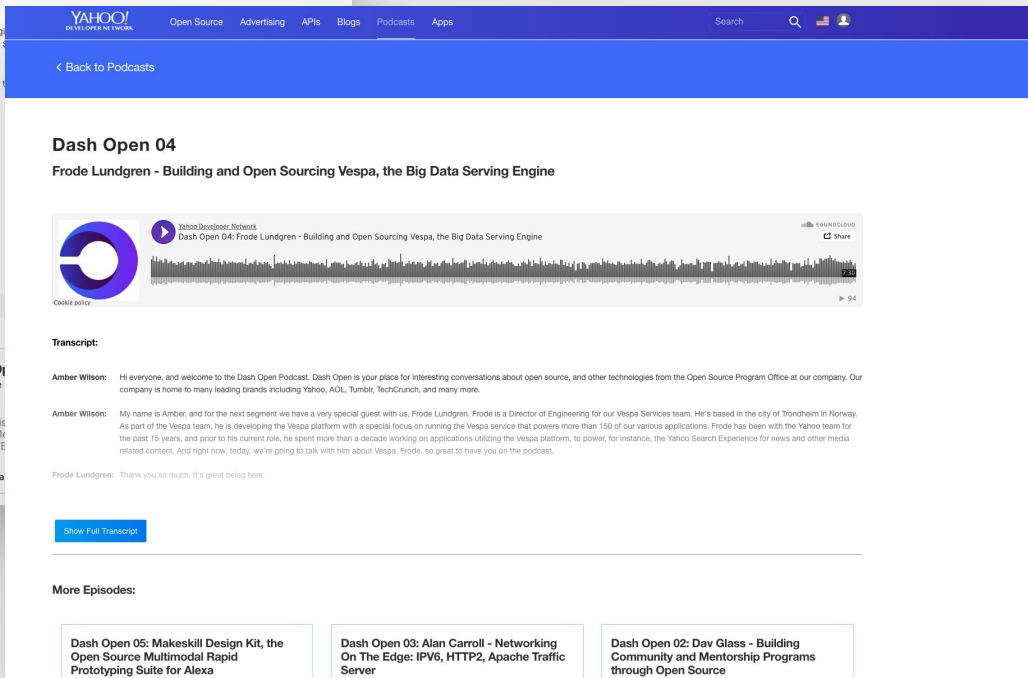 YAHOO!
DEVELOPER NETWORK
Open Source Advertising APIs Blogs Podcasts Apps Search
< Back to Podcasts
Dash Open 04
Frode Lundgren - Building and Open Sourcing Vespa, the Big Data Serving Engine
Yahoo Developer Network
Dash Open 04: Frode Lundgren - Building and Open Sourcing Vespa, the Big Data Serving Engine
SOUNDCLOUD
Share
7:30
Cookie policy
94
Transcript:
Amber Wilson: Hi everyone, and welcome to the Dash Open Podcast. Dash Open is your place for interesting conversations about open source, and other technologies from the Open Source Program Office at our company. Our
company is home to many leading brands including Yahoo, AOL, Tumblr, TechCrunch, and many more.
Amber Wilson: My name is Amber, and for the next segment we have a very special guest with us, Frode Lundgren. Frode is a Director of Engineering for our Vespa Services team. He's based in the city of Trondheim in Norway.
As part of the Vespa team, he is developing the Vespa platform with a special focus on running the Vespa service that powers more than 150 of our various applications. Frode has been with the Yahoo team for
the past 15 years, and prior to his current role, he spent more than a decade working on applications utilizing the Vespa platform, to power, for instance, the Yahoo Search Experience for news and other media
related content. And right now, today, we're going to talk with him about Vespa. Frode, so great to have you on the podcast.
Frode Lundgren: Thank you so much. It's great being here.
Show Full Transcript
More Episodes:
Dash Open 05: Makeskill Design Kit, the
Open Source Multimodal Rapid
Prototyping Suite for Alexa
Dash Open 03: Alan Carroll - Networking
On The Edge: IPV6, HTTP2, Apache Traffic
Server
Dash Open 02: Dav Glass - Building
Community and Mentorship Programs
through Open Source